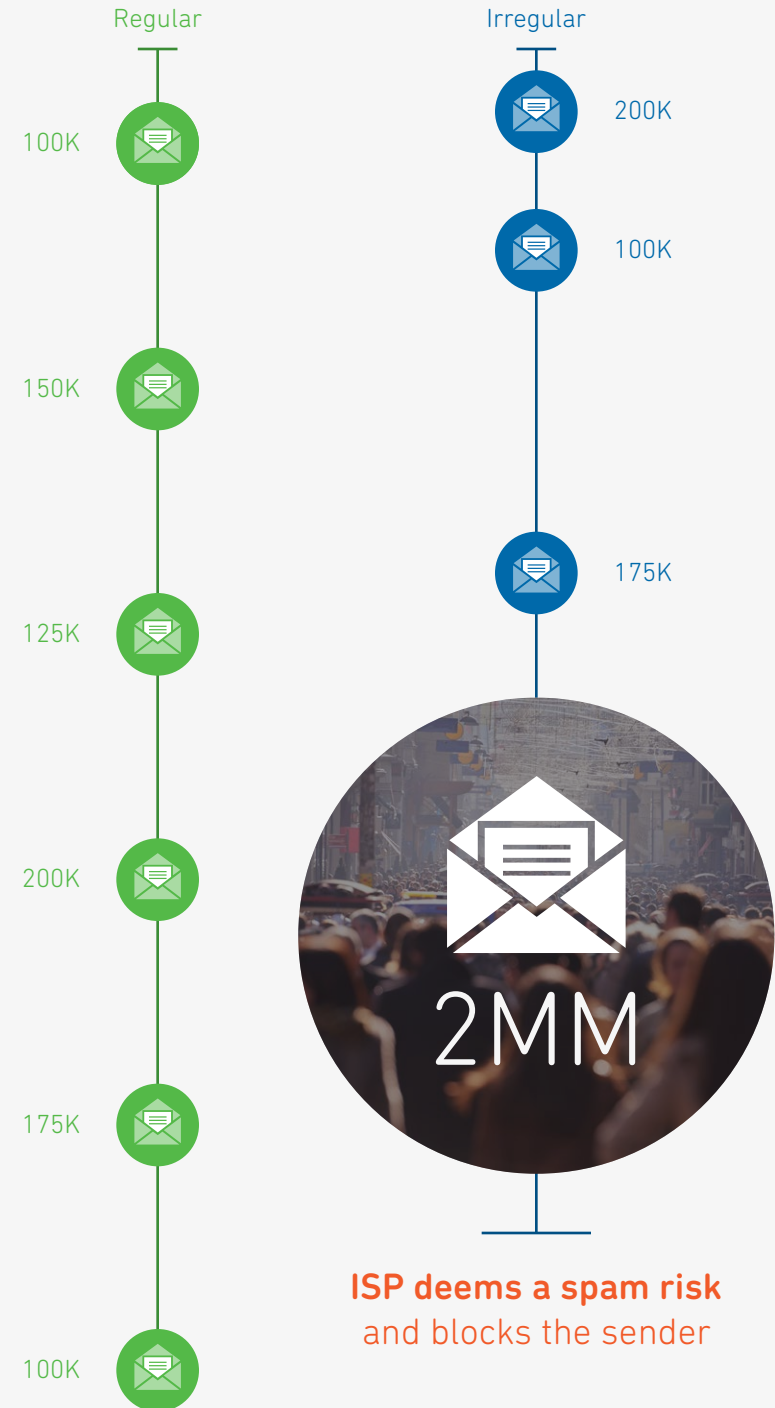 Regular
100K
150K
125K
200K
175K
100K
Irregular
200K
100K
175K
2MM
ISP deems a spam risk
and blocks the sender